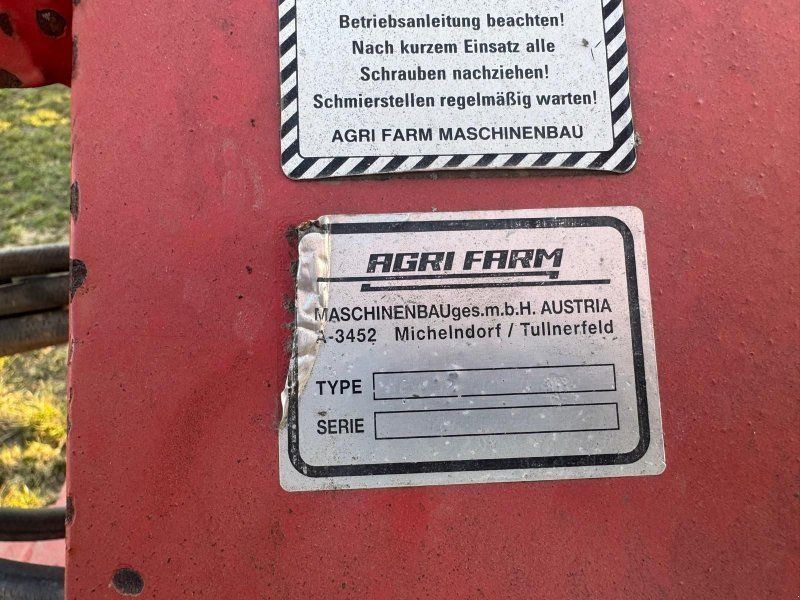 Betriebsanleitung beachten!
Nach kurzem Einsatz alle
Schrauben nachziehen!
Schmierstellen regelmäßig warten!
AGRI FARM MASCHINENBAU
AGRI FARM
MASCHINENBAUges.m.b.H. AUSTRIA
A-3452 Michelndorf / Tullnerfeld
TYPE
SERIE